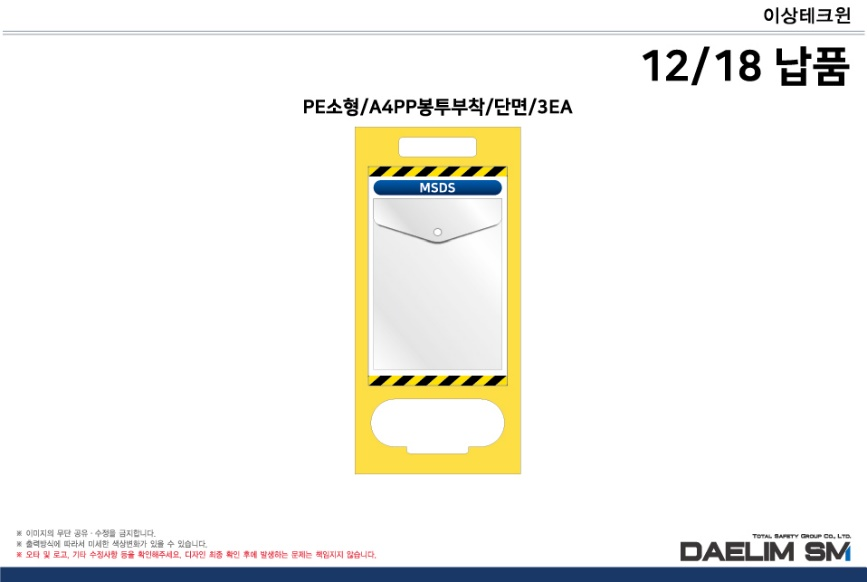 이상테크윈
12/18 납품
PE소형/A4PP봉투부착/단면/3EA
MSDS
※ 이미지의 무단 공유 · 수정을 금지합니다.
※ 출력방식에 따라서 미세한 색상변화가 있을 수 있습니다.
※ 오타 및 로고, 기타 수정사항 등을 확인해주세요. 디자인 최종 확인 후에 발생하는 문제는 책임지지 않습니다.
TOTAL SAFETY GROUP CO., LTD.
DAELIM SM